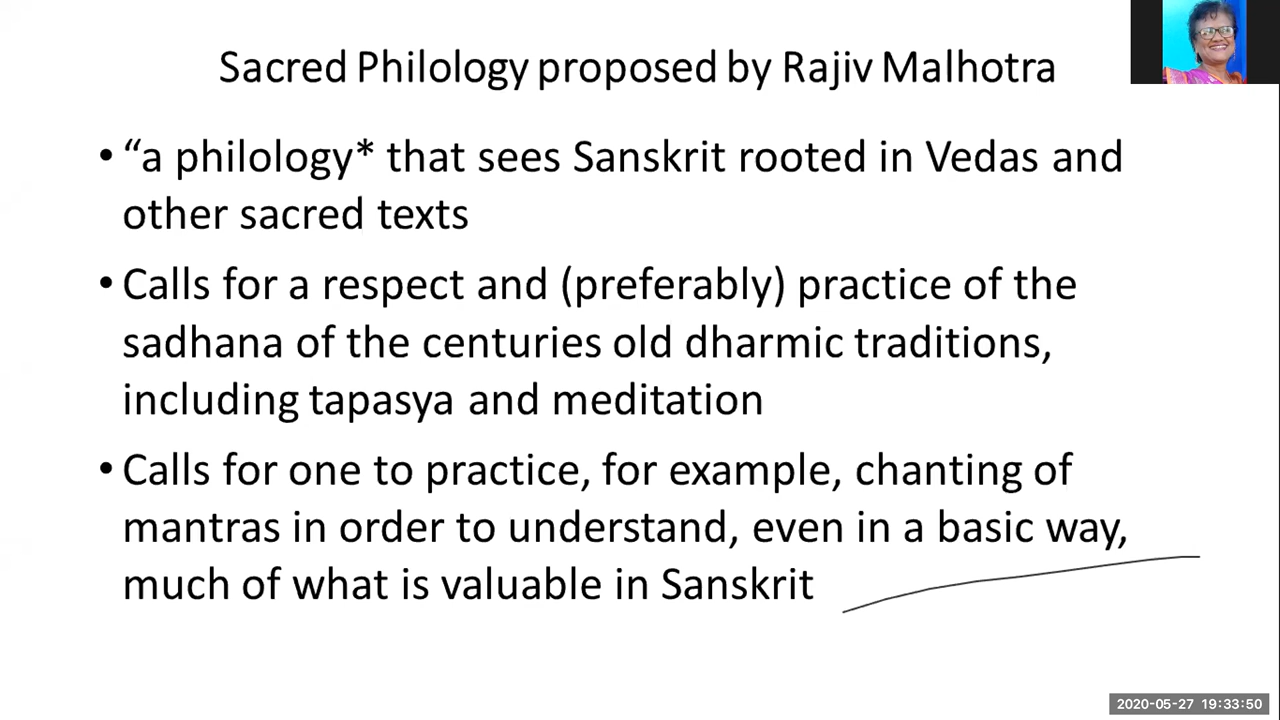 Sacred Philology proposed by Rajiv Malhotra
• “a philology* that sees Sanskrit rooted in Vedas and
other sacred texts
• Calls for a respect and (preferably) practice of the
sadhana of the centuries old dharmic traditions,
including tapasya and meditation
• Calls for one to practice, for example, chanting of
mantras in order to understand, even in a basic way,
much of what is valuable in Sanskrit
2020-05-27 19:33:50